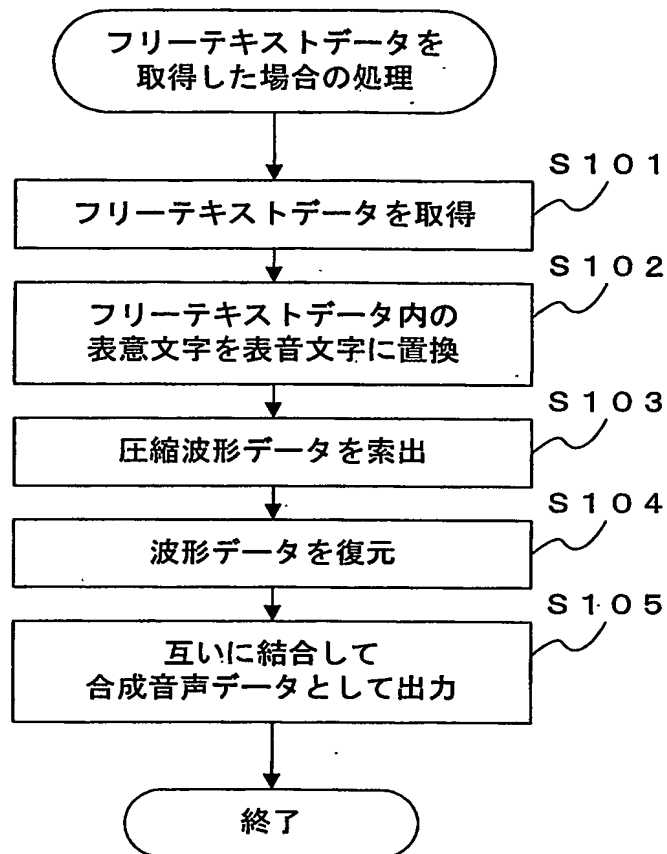 フリーテキストデータを
取得した場合の処理
S101
フリーテキストデータを取得
S102
フリーテキストデータ内の
表意文字を表音文字に置換
S103
圧縮波形データを索出
S104
波形データを復元
S105
互いに結合して
合成音声データとして出力
終了